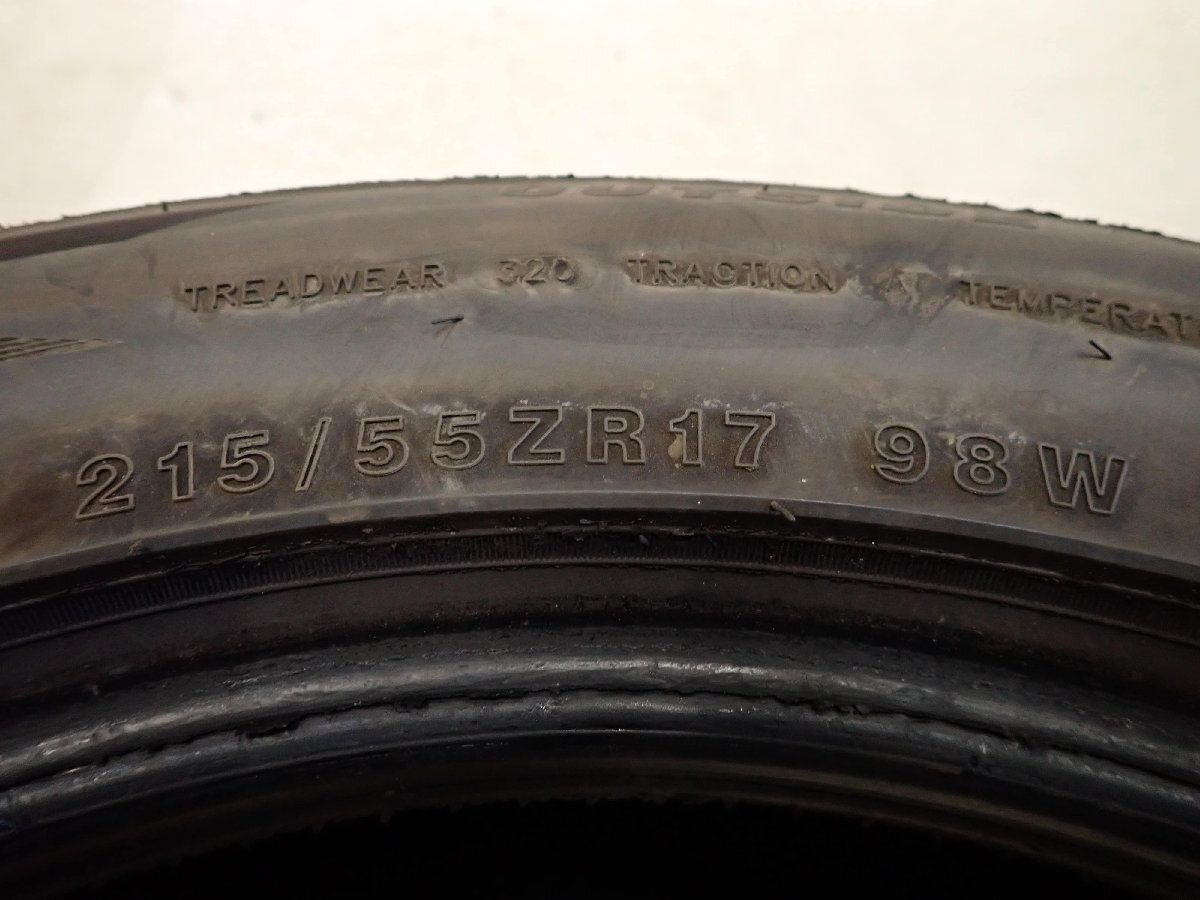 TREADWEAR 320 TRACTION A TEMPERAT
215/55ZR17 98W